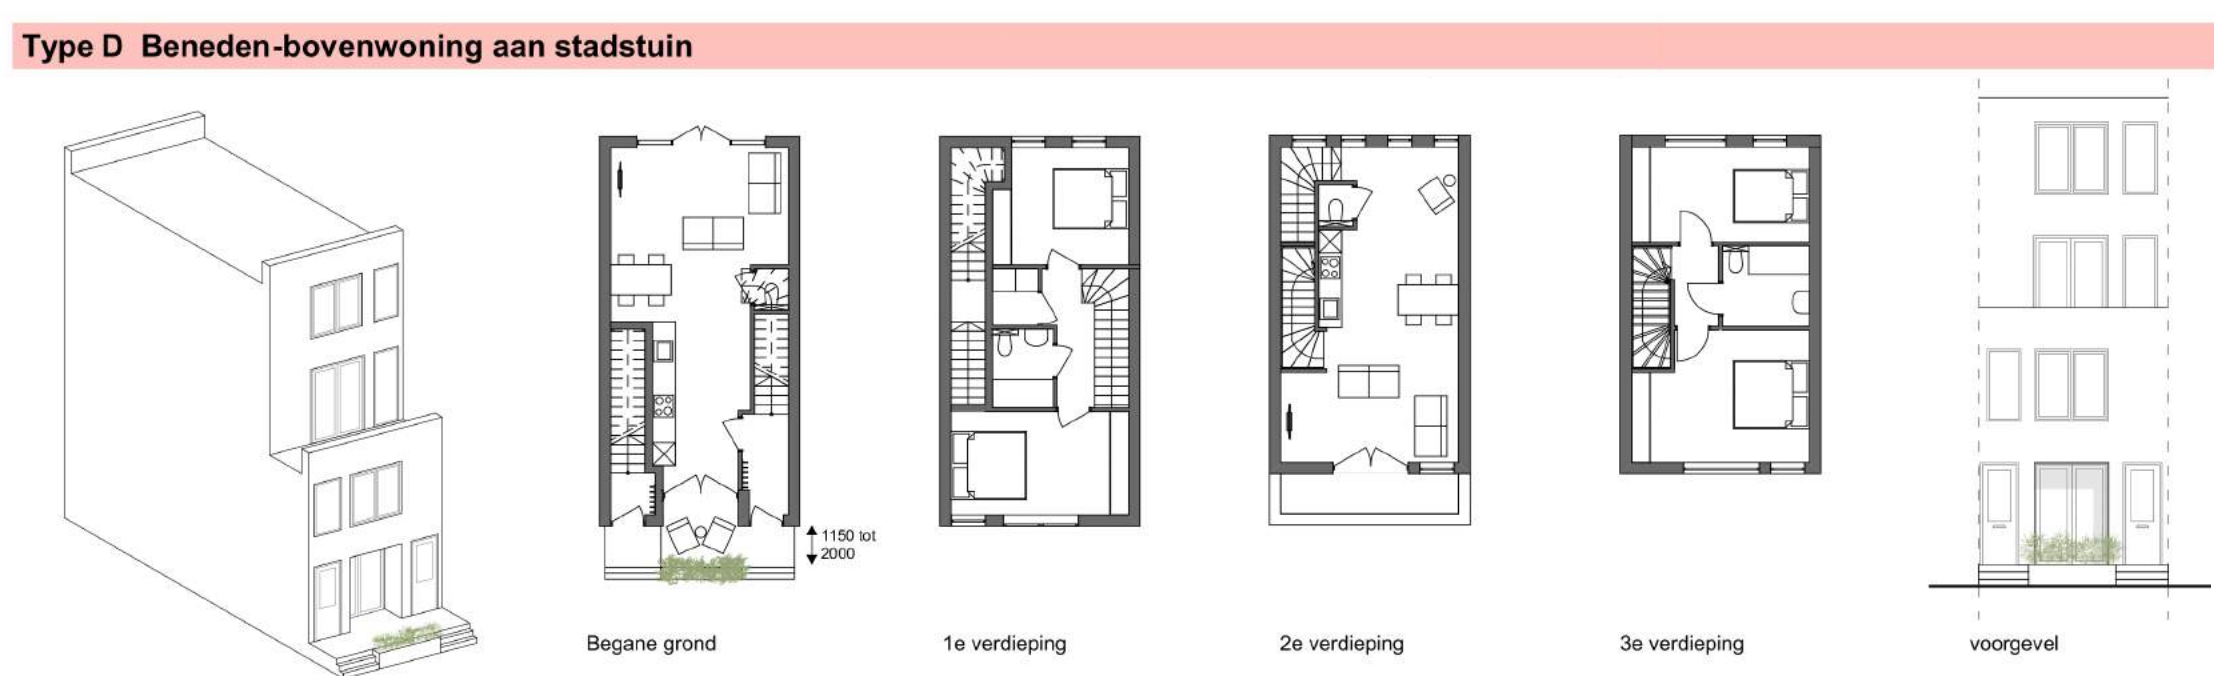 Type D Beneden-bovenwoning aan stadstuin
1150 tot
2000
Begane grond
1e verdieping
2e verdieping
3e verdieping
voorgevel